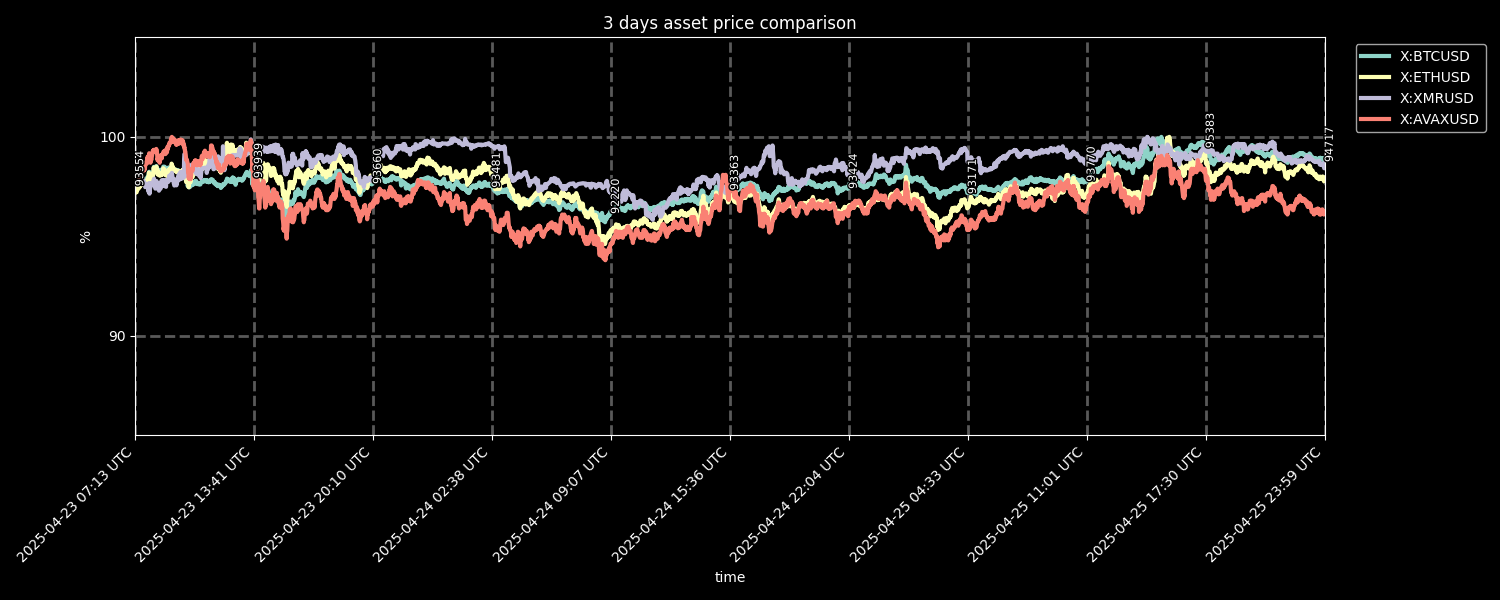 3 days asset price comparison
X:BTCUSD
X:ETHUSD
X:XMRUSD
X:AVAXUSD
%
100
90
93554
93939
93660
93481
92220
93363
93424
93171
93770
95383
94717
2025-04-23 07:13 UTC
2025-04-23 13:41 UTC
2025-04-23 20:10 UTC
2025-04-24 02:38 UTC
2025-04-24 09:07 UTC
2025-04-24 15:36 UTC
2025-04-24 22:04 UTC
2025-04-25 04:33 UTC
2025-04-25 11:01 UTC
2025-04-25 17:30 UTC
2025-04-25 23:59 UTC
time